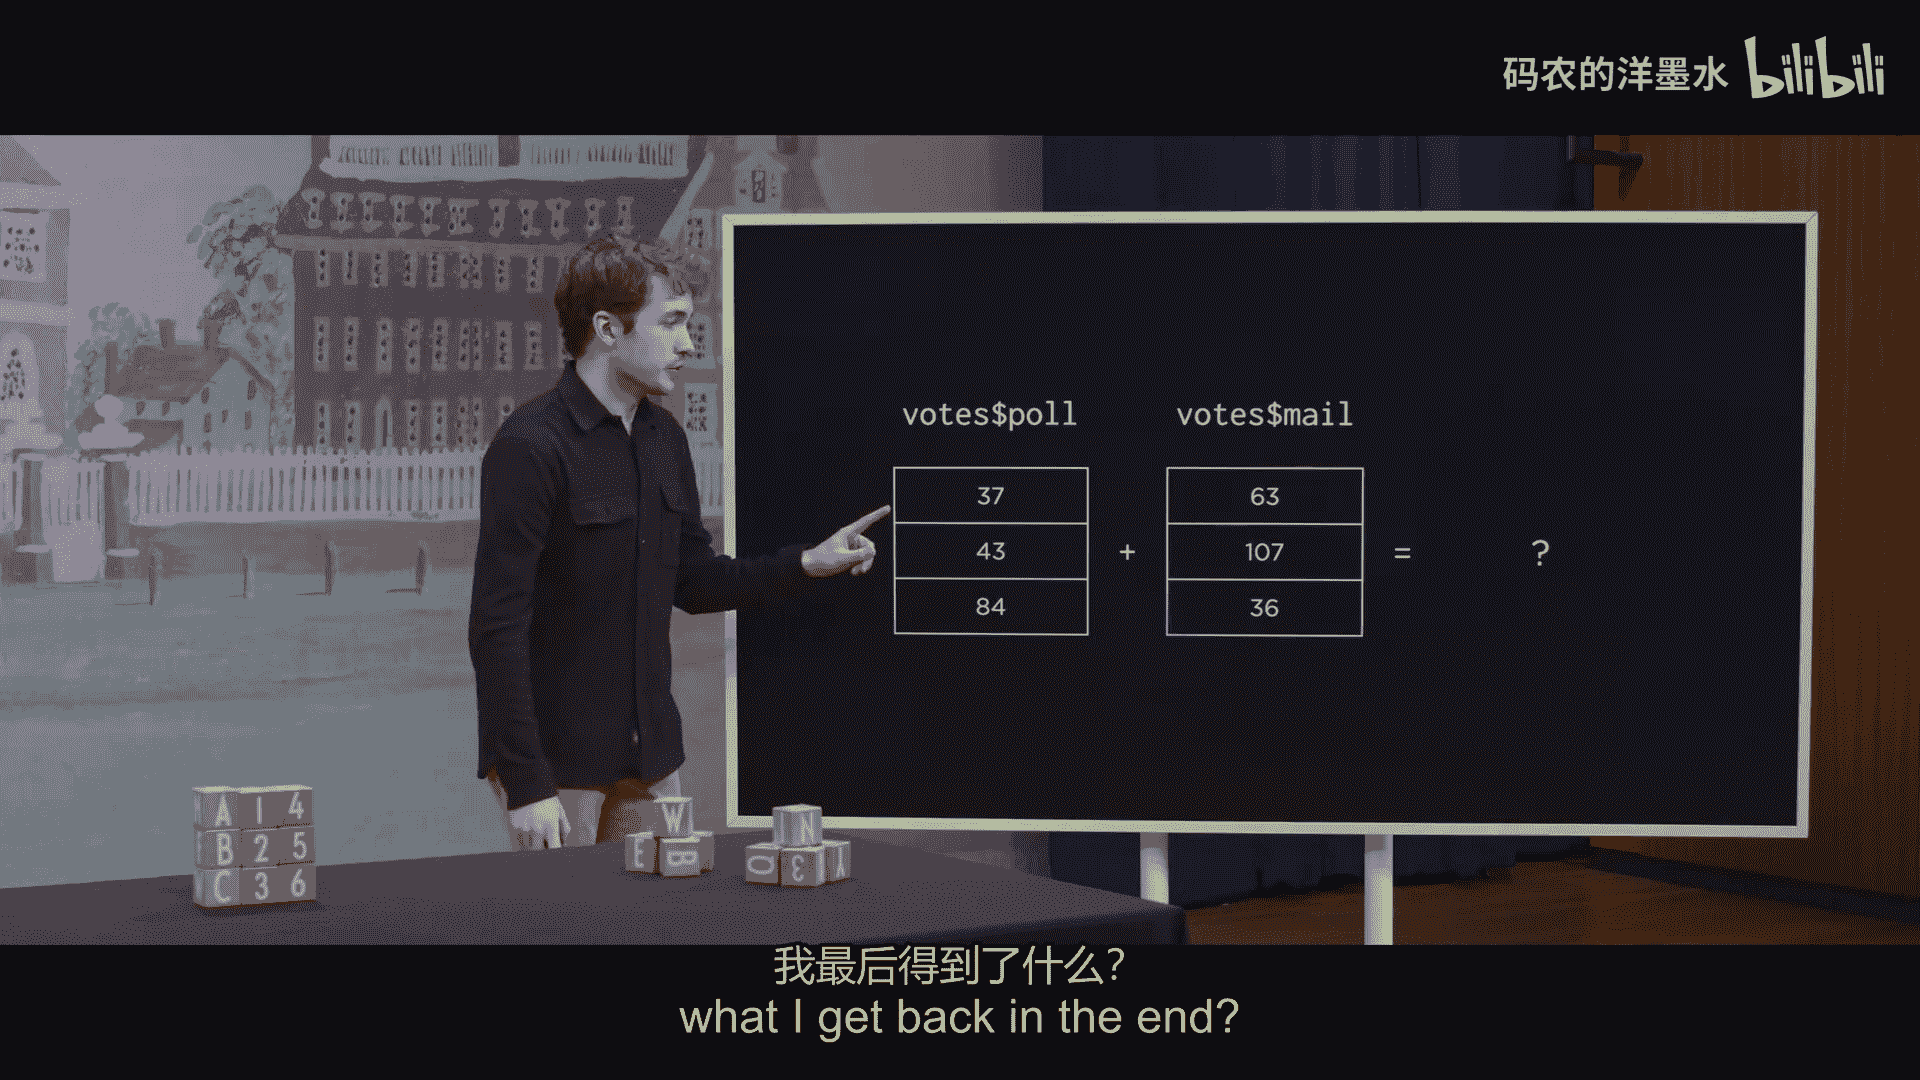 码农的洋墨水 bilibili
votes$poll votes$mail
37 63
43 + 107 = ?
84 36
A 1 4
B 2 5
C 3 6
W
E B
N
O 3 Y
我最后得到了什么？
what I get back in the end?